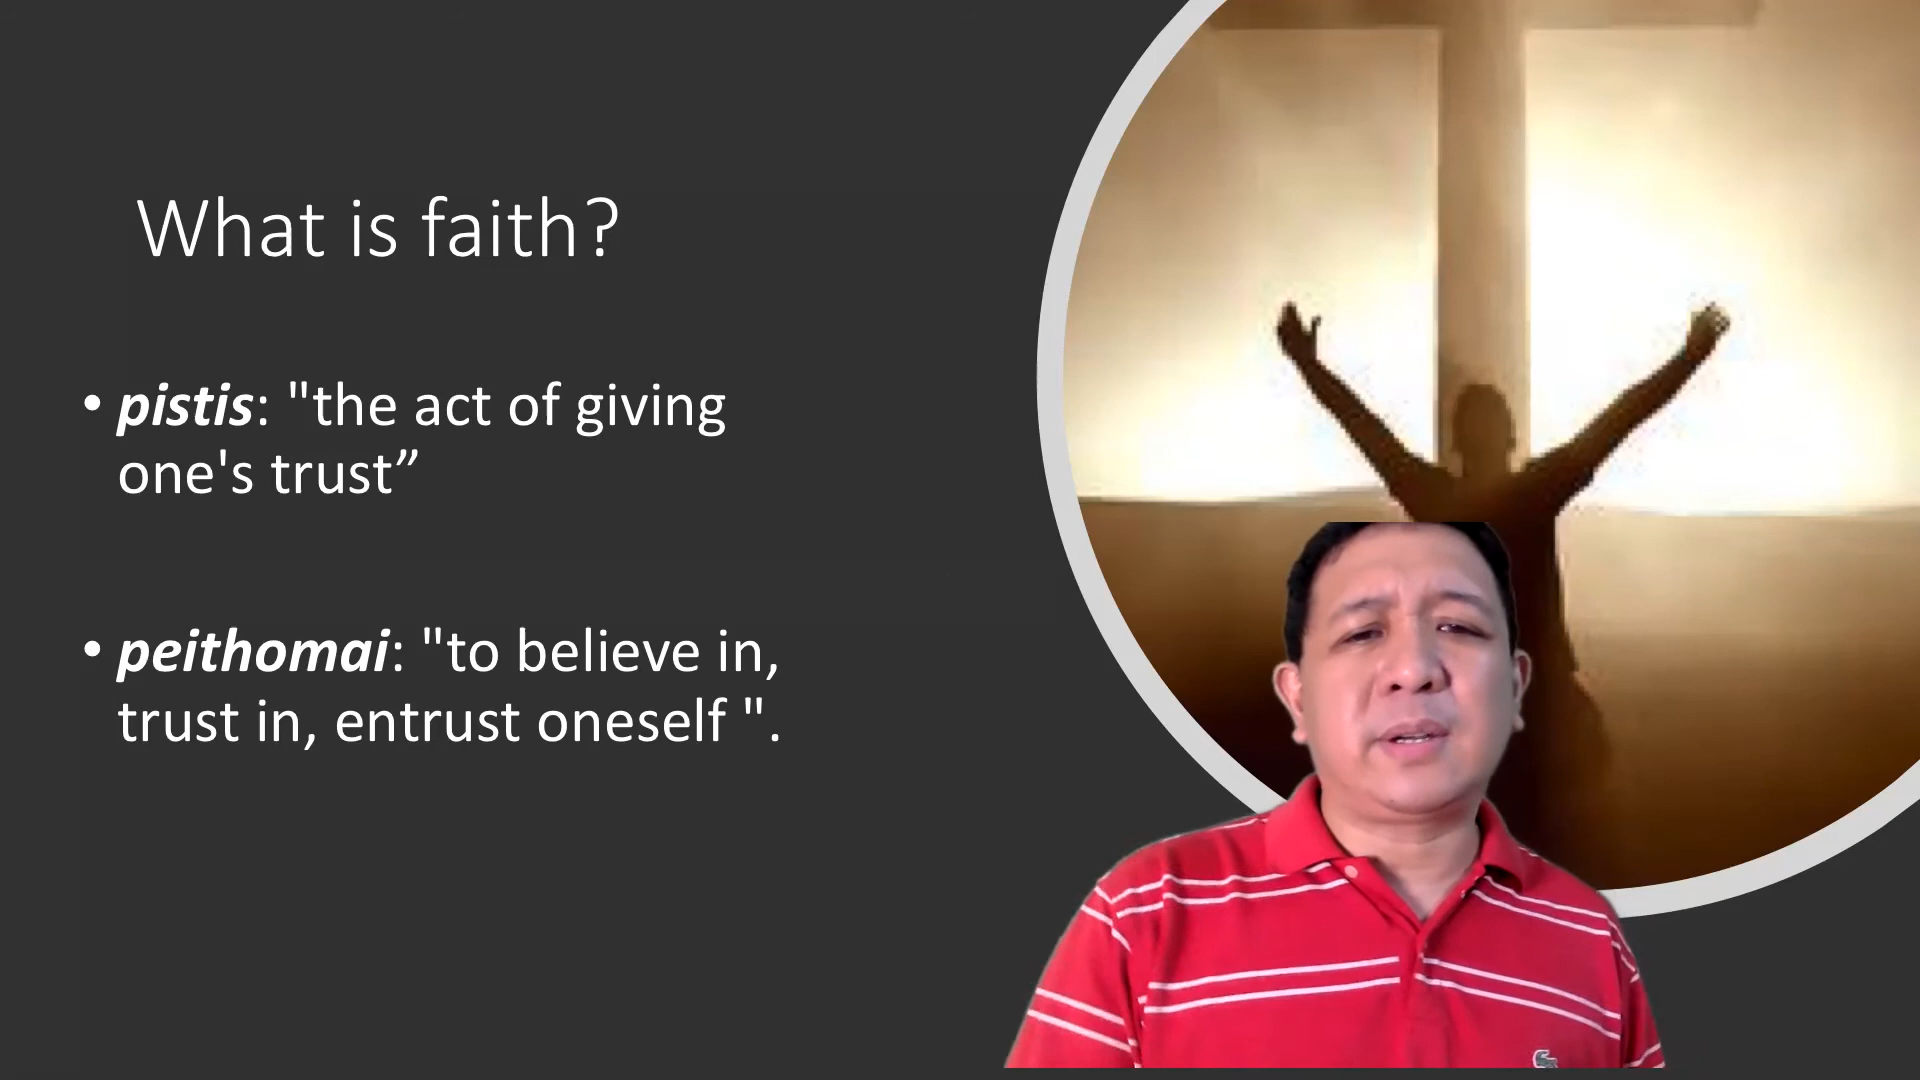 What is faith?
• pistis: "the act of giving
one's trust”
• peithomai: "to believe in,
trust in, entrust oneself ".